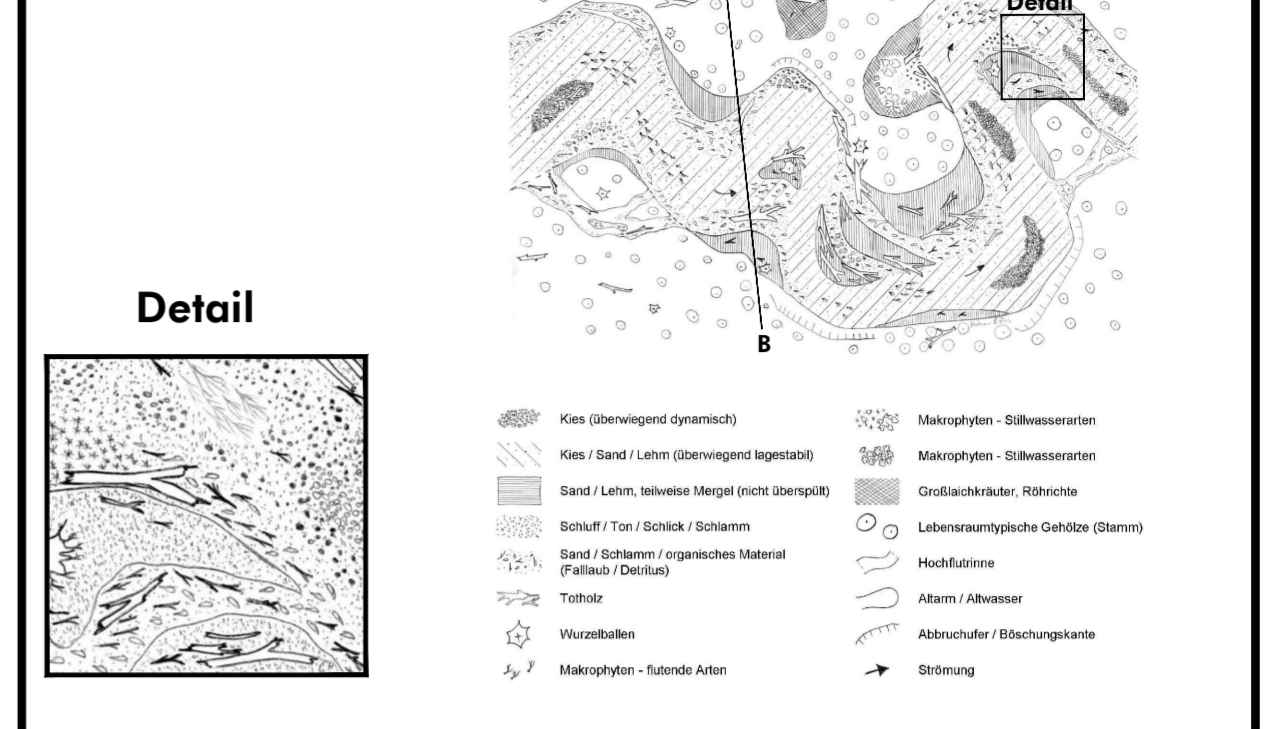 Detail
B
Detail
Kies (überwiegend dynamisch)
Kies / Sand / Lehm (überwiegend lagestabil)
Sand / Lehm, teilweise Mergel (nicht überspült)
Schluff / Ton / Schlick / Schlamm
Sand / Schlamm / organisches Material
(Falllaub / Detritus)
Totholz
Wurzelballen
Makrophyten - flutende Arten
Makrophyten - Stillwasserarten
Makrophyten - Stillwasserarten
Großlaichkräuter, Röhrichte
Lebensraumtypische Gehölze (Stamm)
Hochflutrinne
Altarm / Altwasser
Abbruchufer / Böschungskante
Strömung